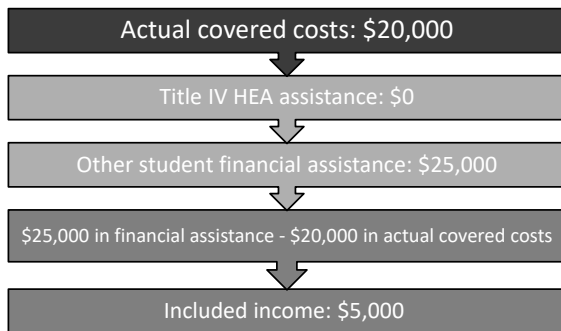 Actual covered costs: $20,000
Title IV HEA assistance: $0
Other student financial assistance: $25,000
$25,000 in financial assistance - $20,000 in actual covered costs
Included income: $5,000